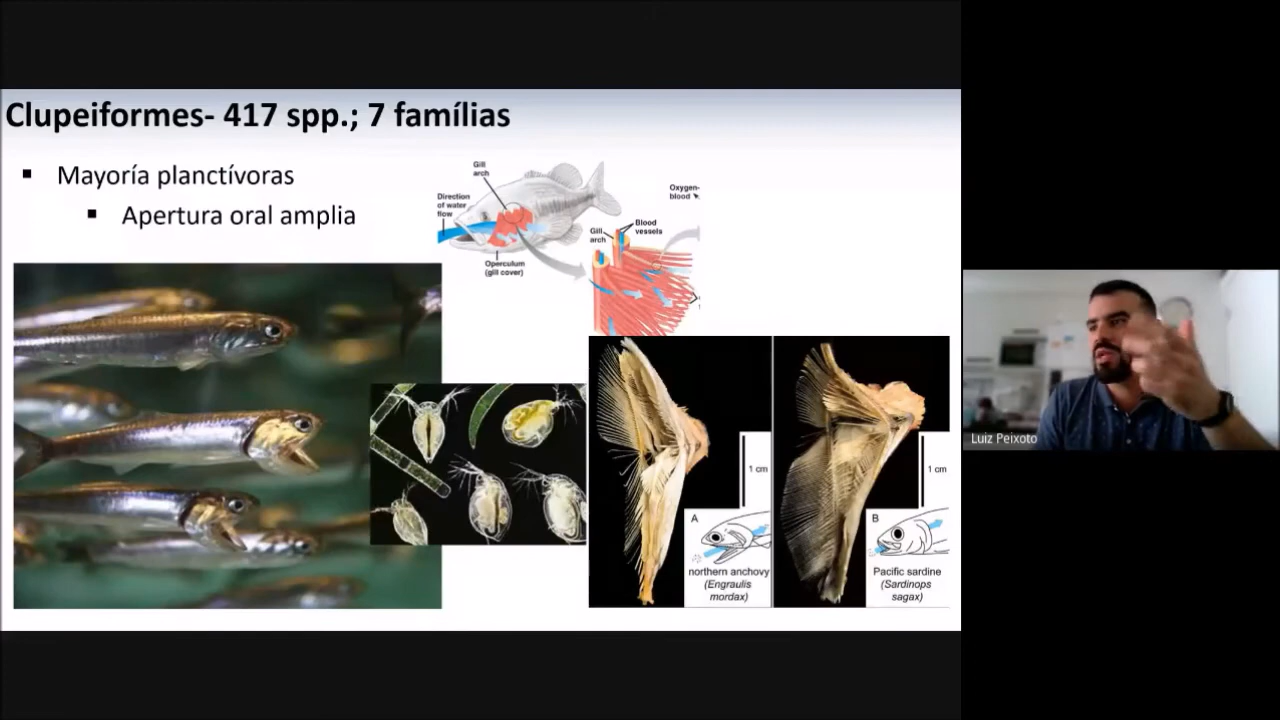 Clupeiformes- 417 spp.; 7 famílias
Mayoría planctívoras
Apertura oral amplia
Gill
arch
Direction
of water
flow
Operculum
(gill cover)
Oxygen-
blood
Gill
arch
Blood
vessels
1 cm
A
northern anchovy
(Engraulis
mordax)
1 cm
B
Pacific sardine
(Sardinops
sagax)
Luiz Peixoto